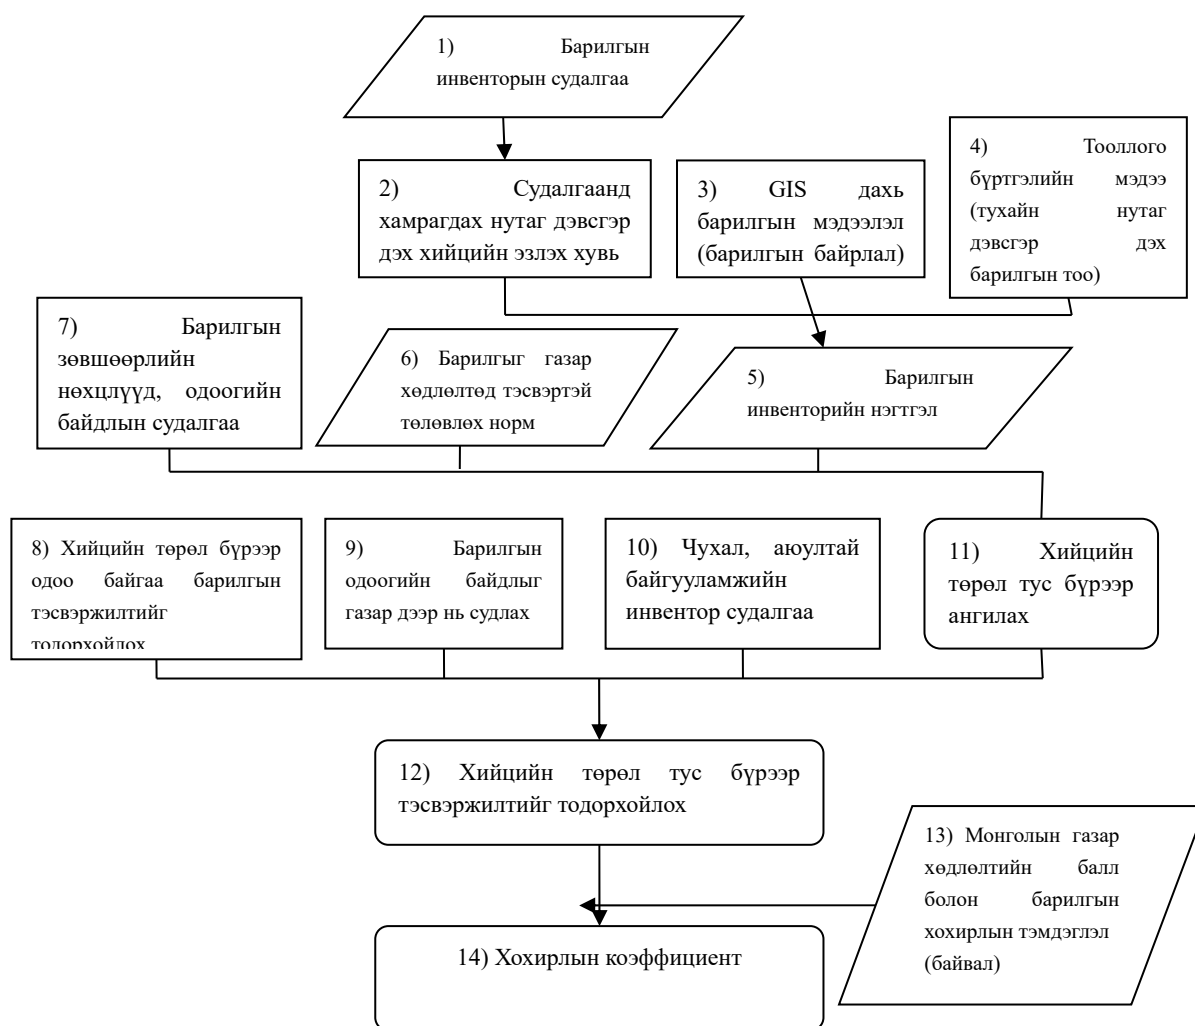 1) Барилгын
инвенторын судалгаа
2) Судалгаанд
хамрагдах нутаг дэвсгэр
дэх хийцийн эзлэх хувь
3) GIS дахь
барилгын мэдээлэл
(барилгын байрлал)
4) Тооллого
бүртгэлийн мэдээ
(тухайн нутаг
дэвсгэр дэх
барилгын тоо)
7) Барилгын
зөвшөөрлийн
нөхцлүүд, одоогийн
байдлын судалгаа
6) Барилгыг газар
хөдлөлтөд тэсвэртэй
төлөвлөх норм
5) Барилгын
инвенторийн нэгтгэл
8) Хийцийн төрөл бүрээр
одоо байгаа барилгын
тэсвэржилтийг
тодорхойлох
9) Барилгын
одоогийн байдлыг
газар дээр нь судлах
10) Чухал, аюултай
байгууламжийн
инвентор судалгаа
11) Хийцийн
төрөл тус бүрээр
ангилах
12) Хийцийн төрөл тус бүрээр
тэсвэржилтийг тодорхойлох
13) Монголын газар
хөдлөлтийн балл
болон барилгын
хохирлын тэмдэглэл
(байвал)
14) Хохирлын коэффициент